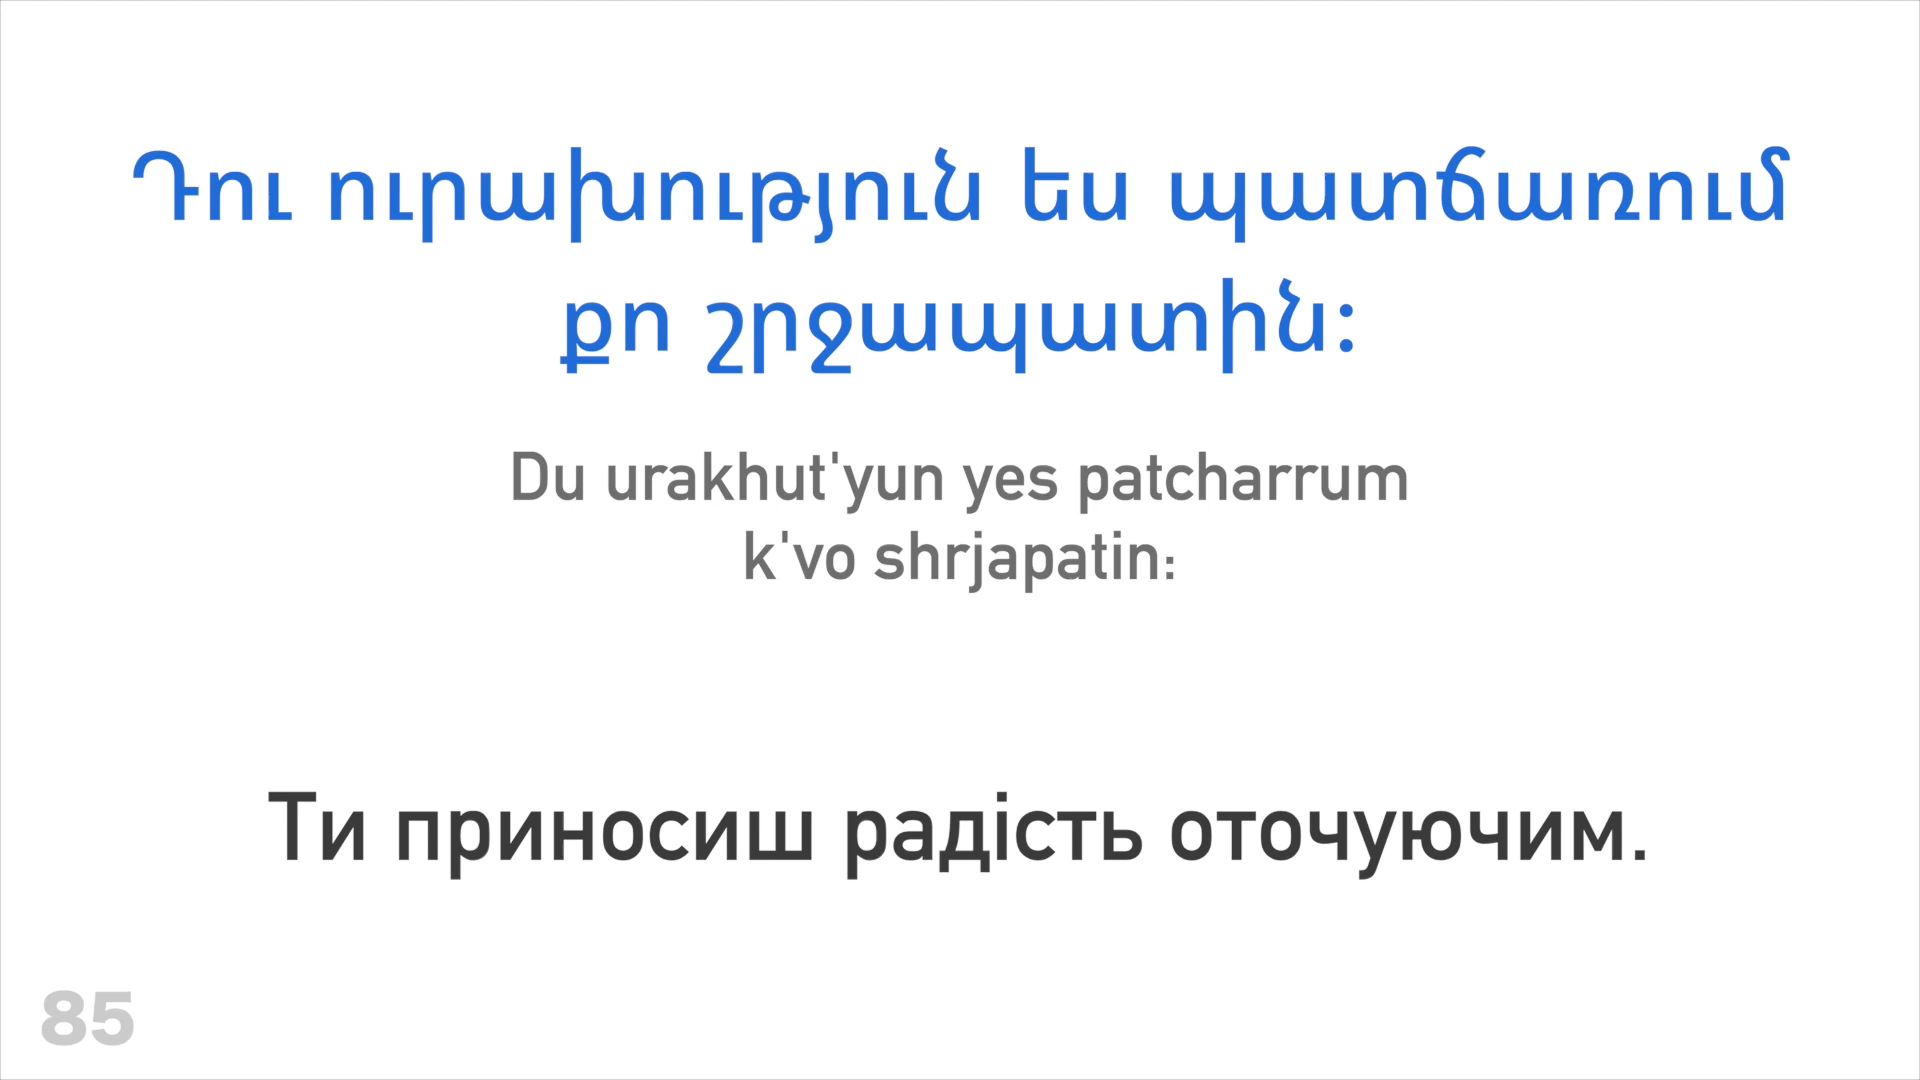 Դու ուրախություն ես պատճառում
քո շրջապատին:
Du urakhut'yun yes patcharrum
k'vo shrjapatin:
Ти приносиш радість оточуючим.
85